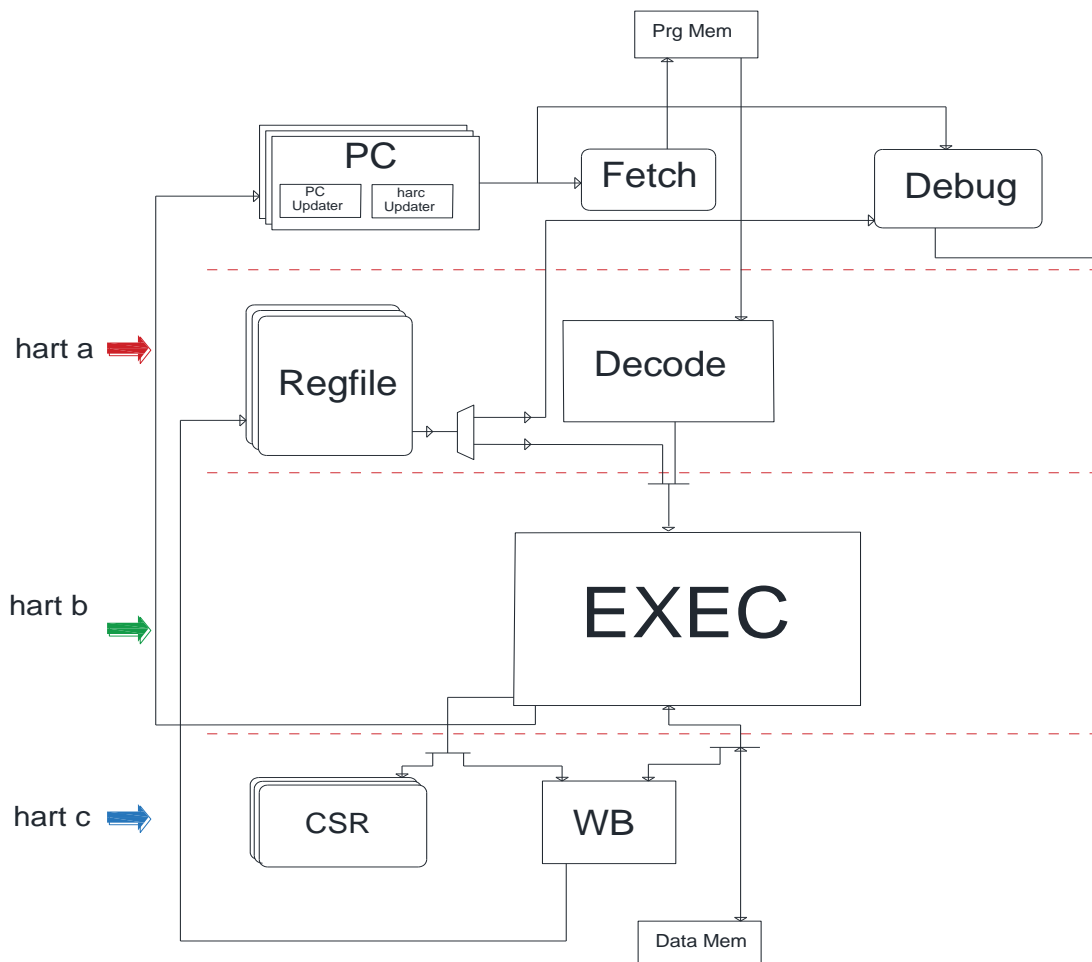 Prg Mem
PC
PC
Updater
harc
Updater
Fetch
Debug
hart a
Regfile
Decode
hart b
EXEC
hart c
CSR
WB
Data Mem